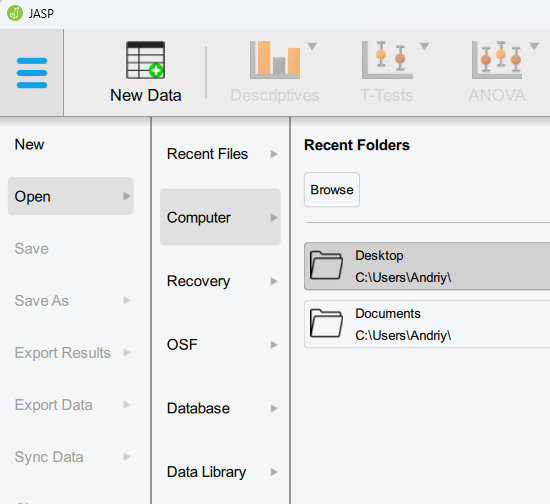 JASP
New Data
Descriptives
T-Tests
ANOVA
New
Open
Save
Save As
Export Results
Export Data
Sync Data
Recent Files
Computer
Recovery
OSF
Database
Data Library
Recent Folders
Browse
Desktop
C:\Users\Andriy\
Documents
C:\Users\Andriy\